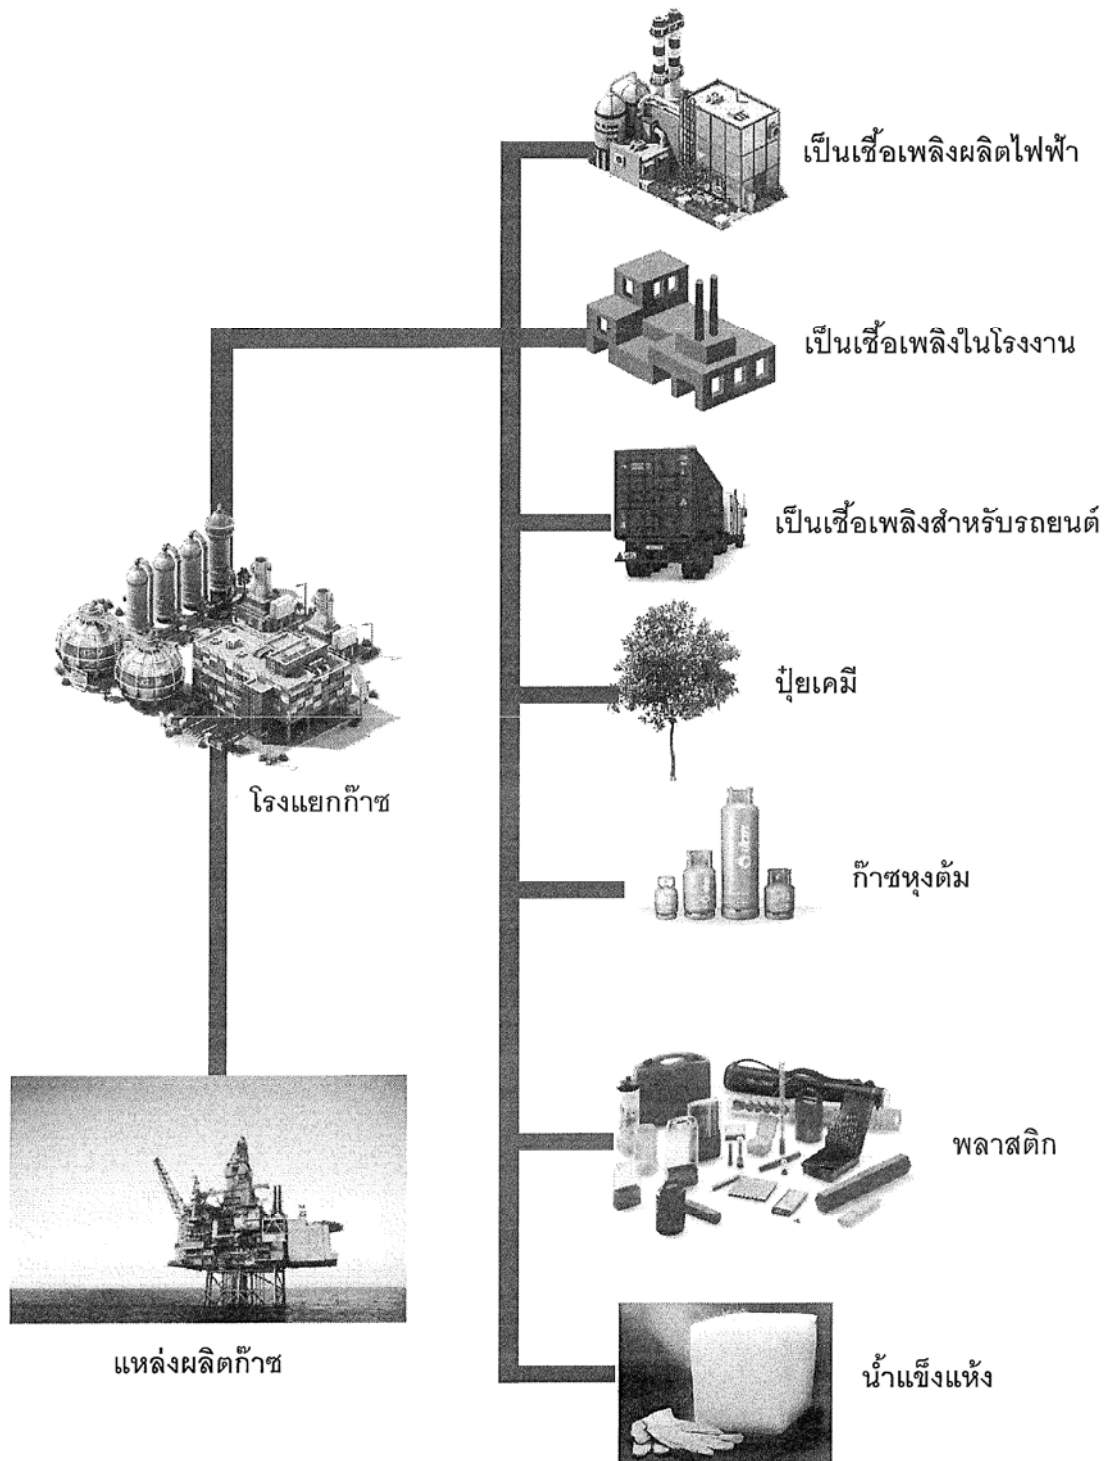 เป็นเชื้อเพลิงผลิตไฟฟ้า
เป็นเชื้อเพลิงในโรงงาน
เป็นเชื้อเพลิงสำหรับรถยนต์
ปุ๋ยเคมี
โรงแยกก๊าซ
ก๊าซหุงต้ม
พลาสติก
แหล่งผลิตก๊าซ
น้ำแข็งแห้ง